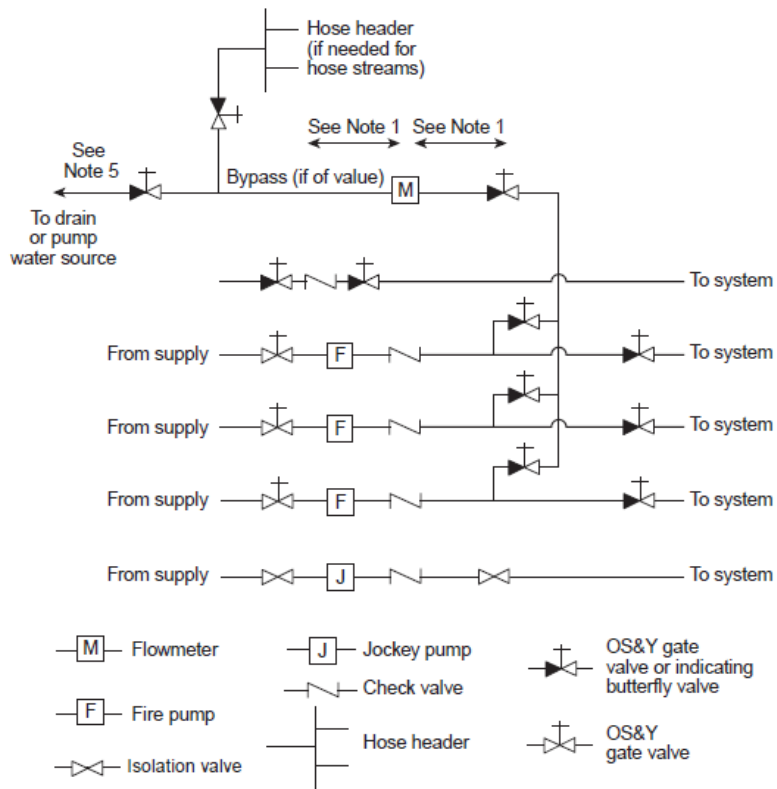 Hose header
(if needed for
hose streams)
See Note 1
See Note 1
See
Note 5
Bypass (if of value)
M
To drain
or pump
water source
To system
From supply
F
To system
From supply
F
To system
From supply
F
To system
From supply
J
To system
M
Flowmeter
J
Jockey pump
OS&Y gate
valve or indicating
butterfly valve
Check valve
F
Fire pump
Hose header
OS&Y
gate valve
Isolation valve